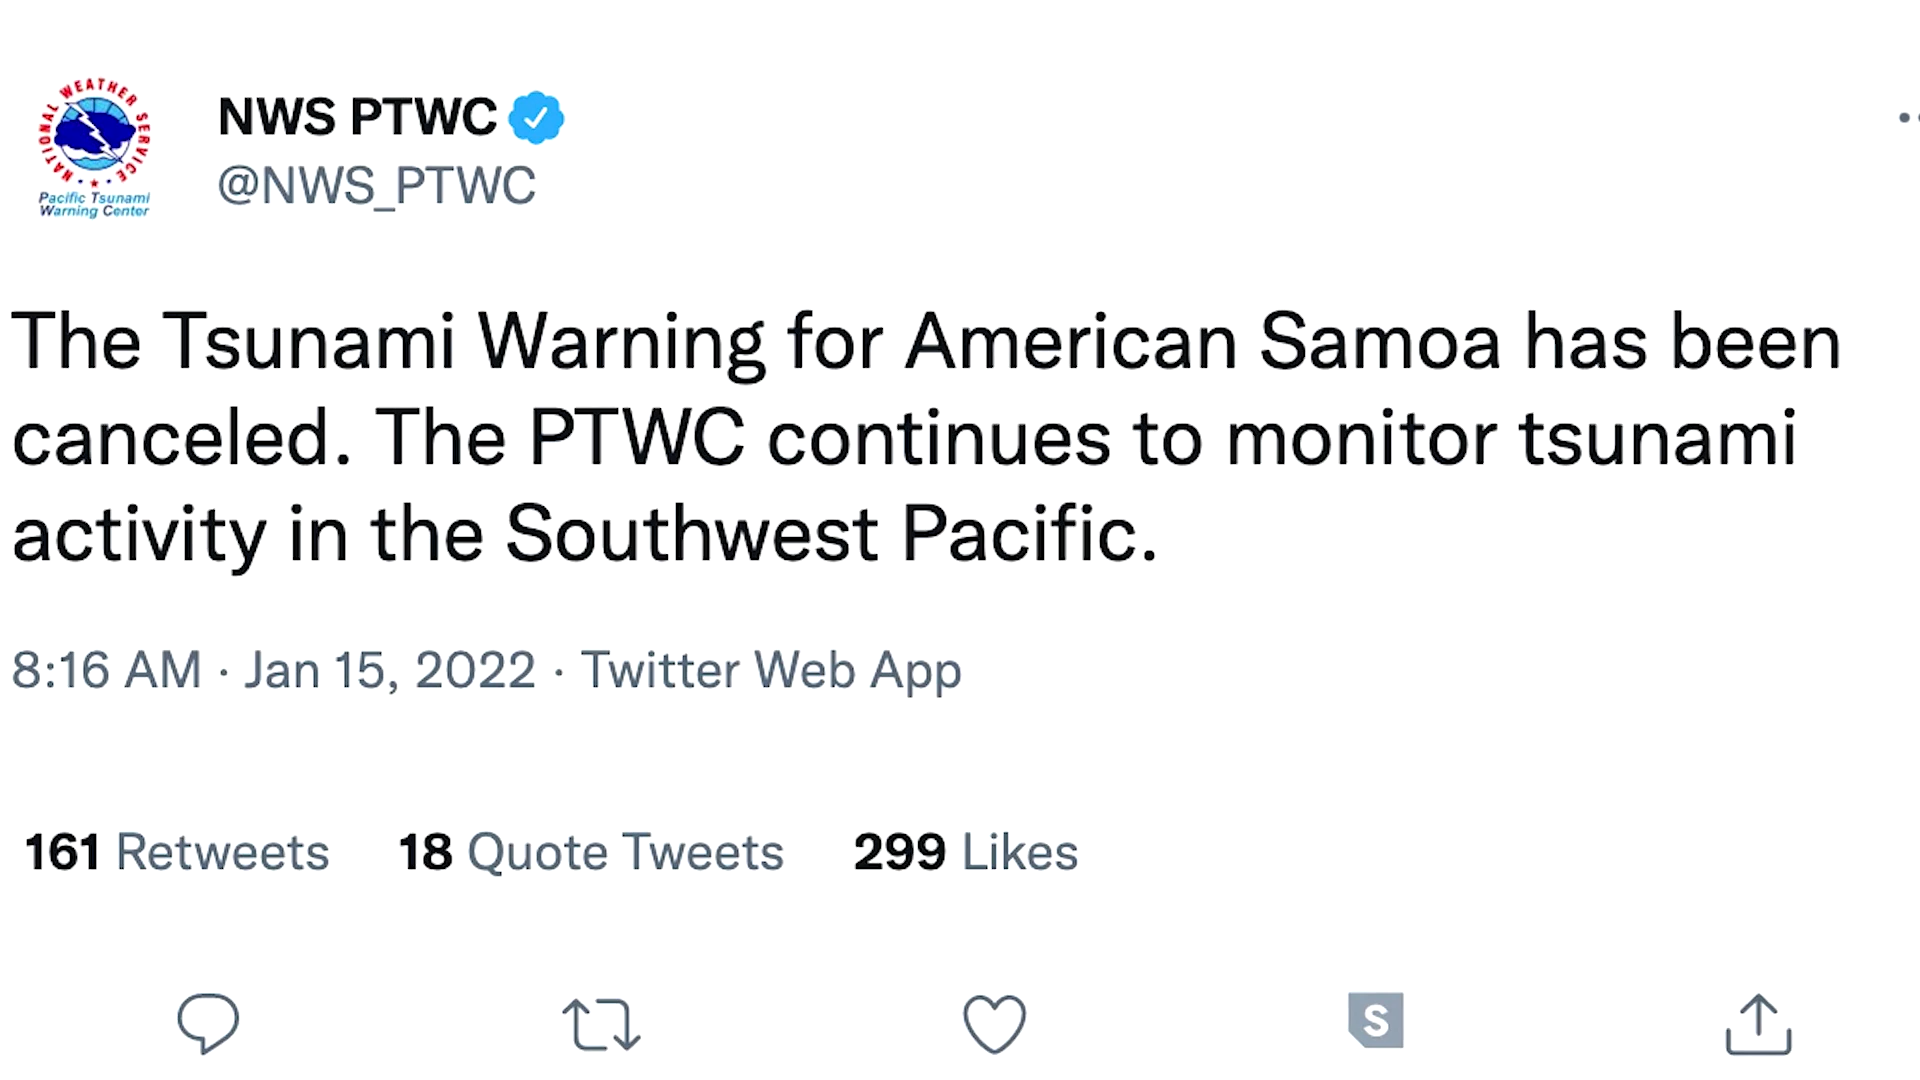 NATIONAL WEATHER SERVICE
Pacific Tsunami
Warning Center
NWS PTWC
@NWS_PTWC
The Tsunami Warning for American Samoa has been
canceled. The PTWC continues to monitor tsunami
activity in the Southwest Pacific.
8:16 AM · Jan 15, 2022 · Twitter Web App
161 Retweets 18 Quote Tweets 299 Likes
S